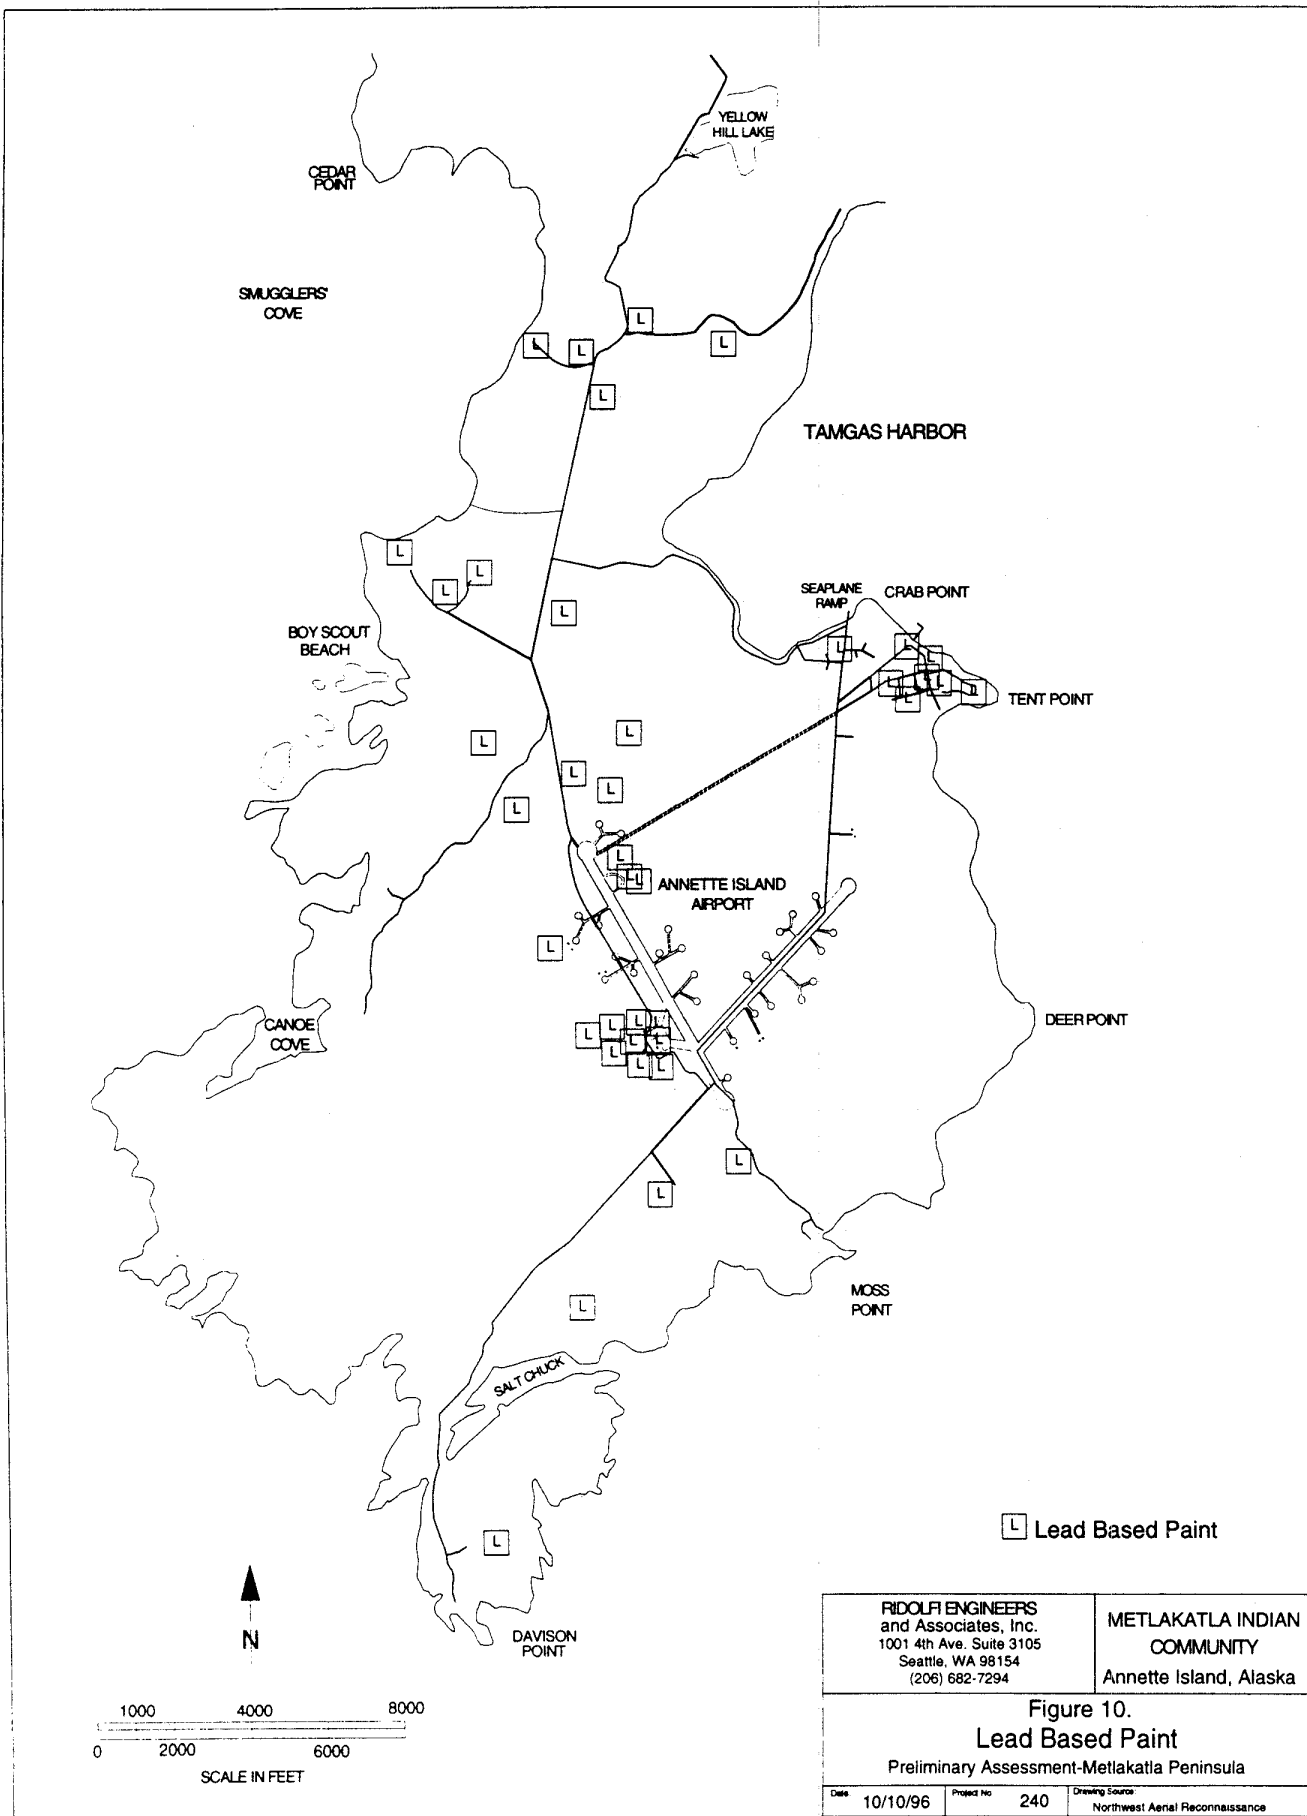 YELLOW
HILL LAKE
CEDAR
POINT
SMUGGLERS'
COVE
L
L
L
L
L
TAMGAS HARBOR
L
L
L
L
SEAPLANE
RAMP
CRAB POINT
BOY SCOUT
BEACH
L
L
L
L
L
L
L
L
L
TENT POINT
L
L
L
L
L
L
L
L
ANNETTE ISLAND
AIRPORT
L
CANOE
COVE
DEER POINT
L
L
L
L
L
L
L
L
L
L
L
MOSS
POINT
L
SALT CHUCK
L
L Lead Based Paint
N
DAVISON
POINT
1000 4000 8000
0 2000 6000
SCALE IN FEET
RIDOLFI ENGINEERS
and Associates, Inc.
1001 4th Ave. Suite 3105
Seattle, WA 98154
(206) 682-7294
METLAKATLA INDIAN
COMMUNITY
Annette Island, Alaska
Figure 10.
Lead Based Paint
Preliminary Assessment-Metlakatla Peninsula
Date 10/10/96
Project No 240
Drawing Source:
Northwest Aerial Reconnaissance